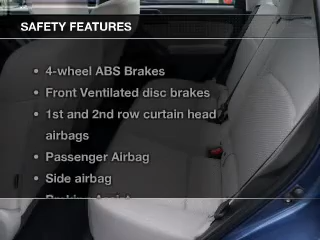 SAFETY FEATURES
• 4-wheel ABS Brakes
• Front Ventilated disc brakes
• 1st and 2nd row curtain head
airbags
• Passenger Airbag
• Side airbag